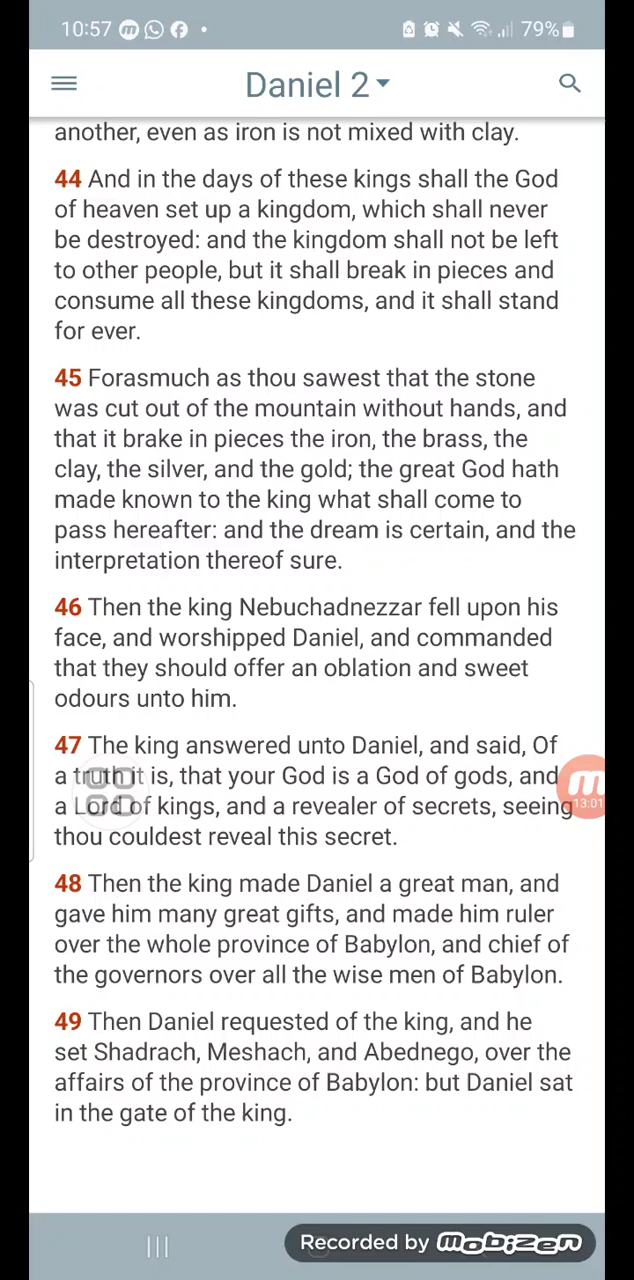 10:57
79%
Daniel 2
another, even as iron is not mixed with clay.
44 And in the days of these kings shall the God
of heaven set up a kingdom, which shall never
be destroyed: and the kingdom shall not be left
to other people, but it shall break in pieces and
consume all these kingdoms, and it shall stand
for ever.
45 Forasmuch as thou sawest that the stone
was cut out of the mountain without hands, and
that it brake in pieces the iron, the brass, the
clay, the silver, and the gold; the great God hath
made known to the king what shall come to
pass hereafter: and the dream is certain, and the
interpretation thereof sure.
46 Then the king Nebuchadnezzar fell upon his
face, and worshipped Daniel, and commanded
that they should offer an oblation and sweet
odours unto him.
47 The king answered unto Daniel, and said, Of
a truth it is, that your God is a God of gods, and
a Lord of kings, and a revealer of secrets, seeing
thou couldest reveal this secret.
13:01
48 Then the king made Daniel a great man, and
gave him many great gifts, and made him ruler
over the whole province of Babylon, and chief of
the governors over all the wise men of Babylon.
49 Then Daniel requested of the king, and he
set Shadrach, Meshach, and Abednego, over the
affairs of the province of Babylon: but Daniel sat
in the gate of the king.
Recorded by mobizen